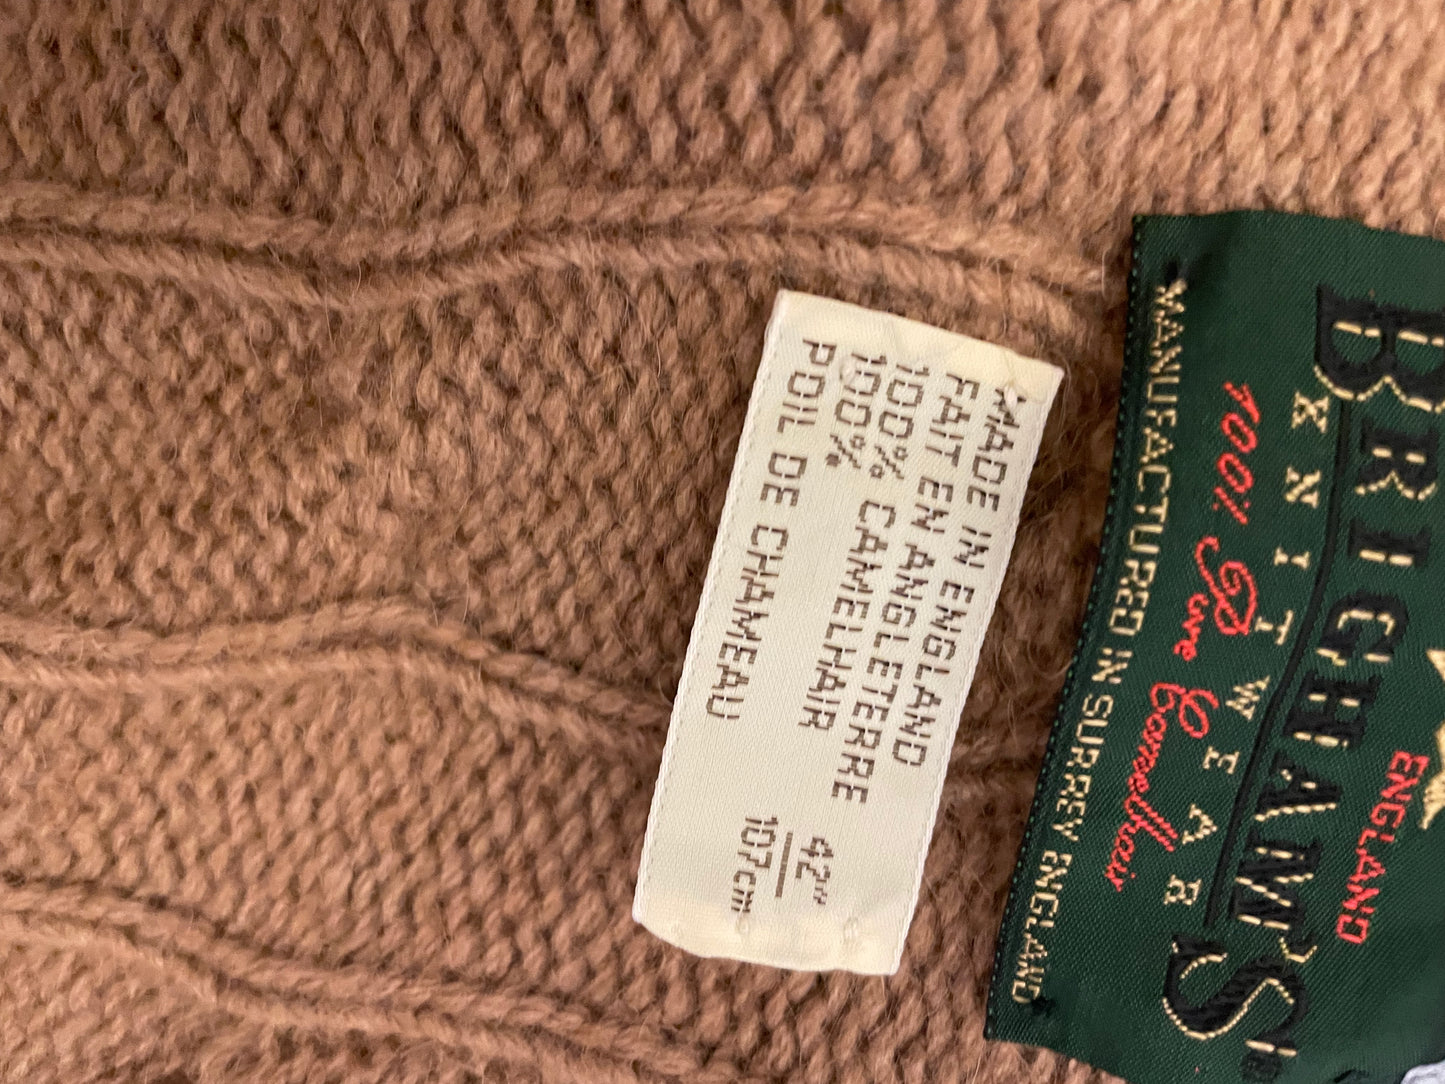 ENGLAND
BRIGHAM'S
KNITWEAR
100% Pure Camelhair
MANUFACTURED IN SURREY ENGLAND
MADE IN ENGLAND
FAIT EN ANGLETERRE
100% CAMELHAIR
100%
POIL DE CHAMEAU
42"
107cm